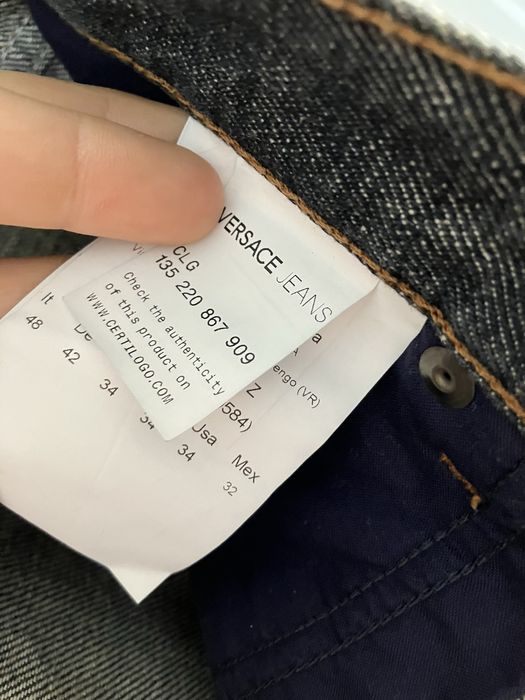 VERSACE JEANS
CLG
135 220 867 909
Check the authenticity
of this product on
WWW.CERTILOGO.COM
a
A
engo (VR)
Z
584)
It
De
Usa
Mex
48
42
34
34
34
32